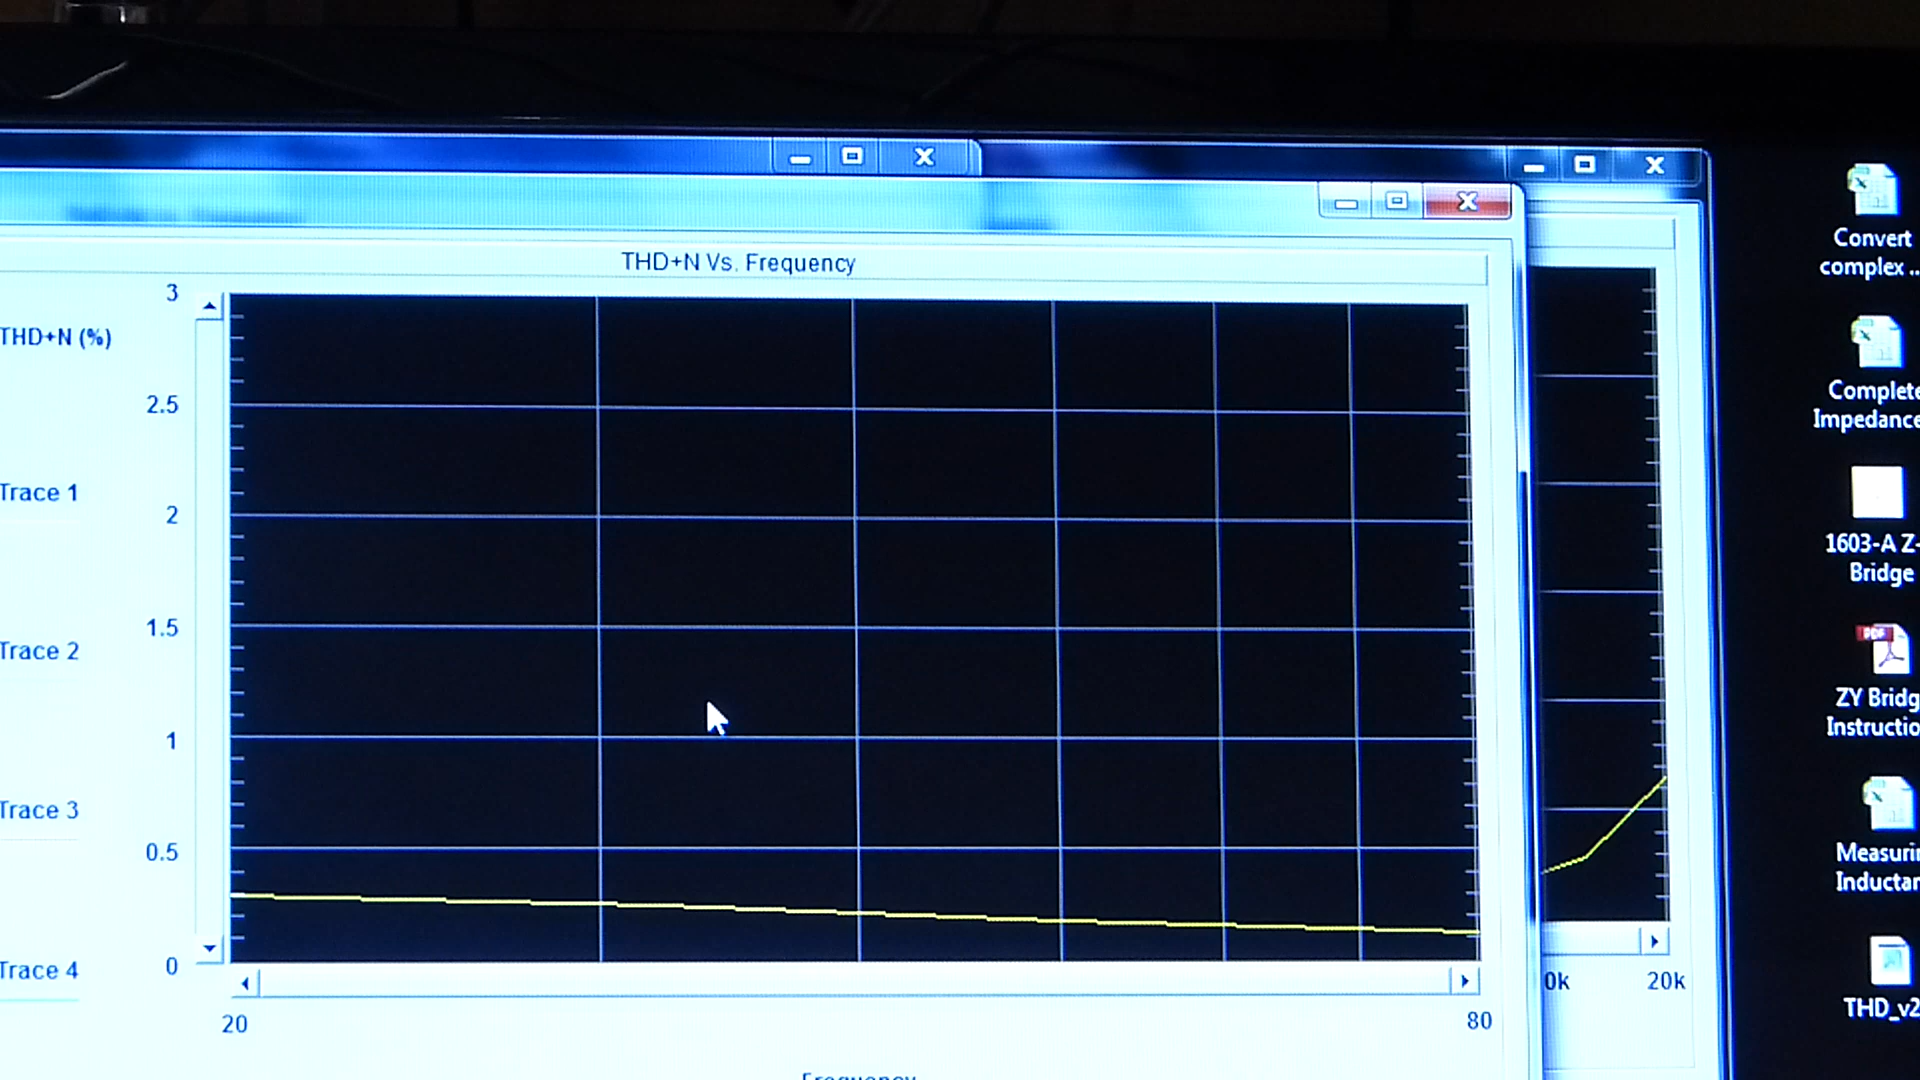 THD+N Vs. Frequency
THD+N (%)
3
2.5
2
1.5
1
0.5
0
Trace 1
Trace 2
Trace 3
Trace 4
20
80
Frequency
0k
20k
Convert
complex ..
Complete
Impedance
1603-A Z-
Bridge
PDF
ZY Bridg
Instructio
Measuri
Inductar
THD_v2